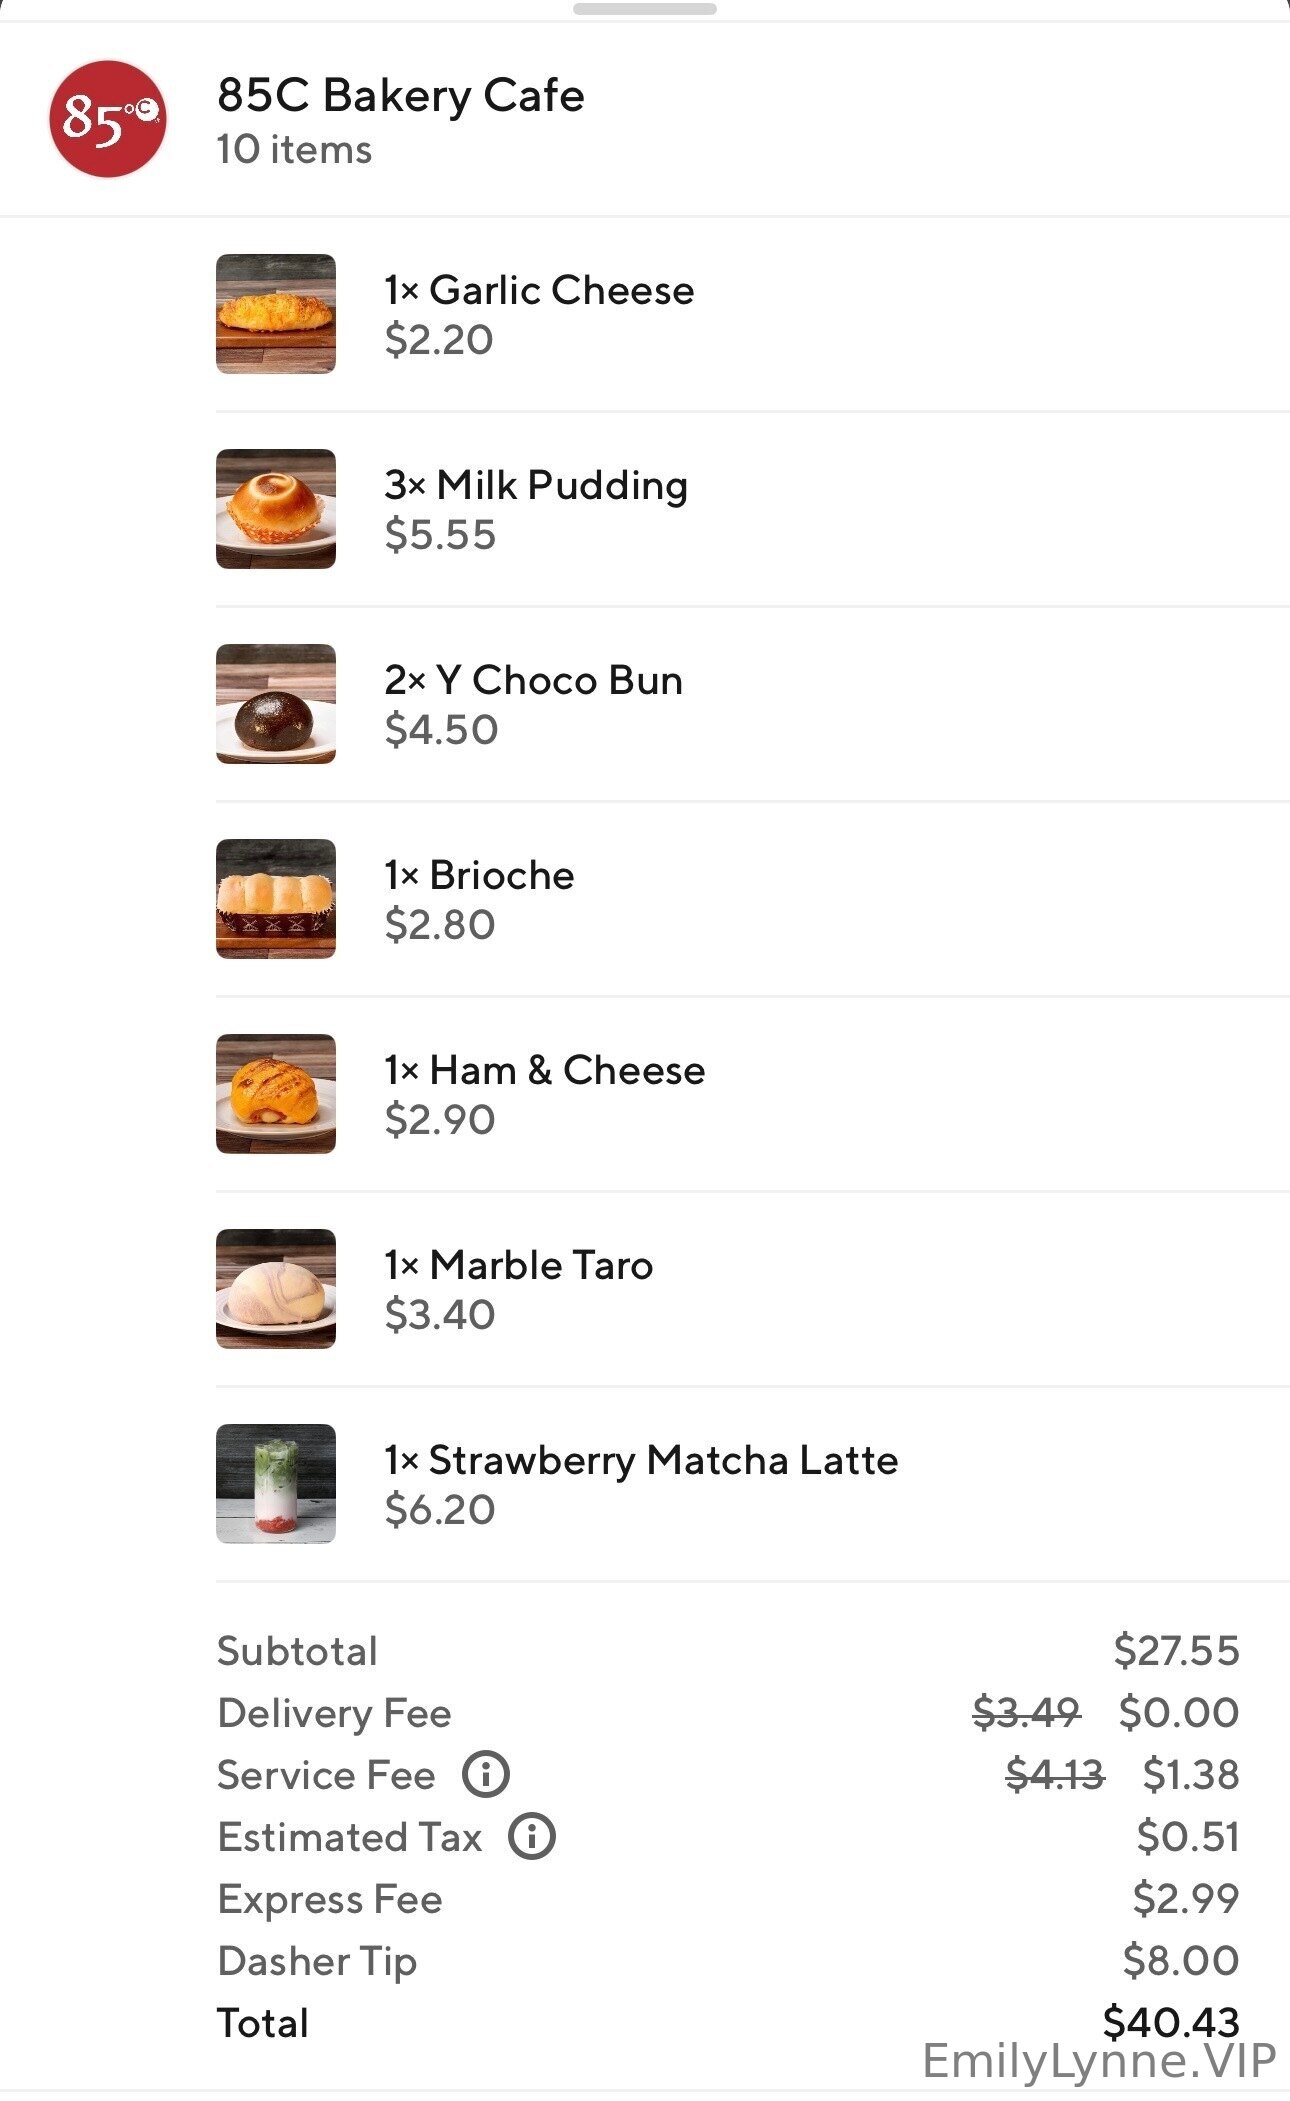 85°C
85C Bakery Cafe
10 items
1× Garlic Cheese
$2.20
3× Milk Pudding
$5.55
2× Y Choco Bun
$4.50
1× Brioche
$2.80
1× Ham & Cheese
$2.90
1× Marble Taro
$3.40
1× Strawberry Matcha Latte
$6.20
Subtotal $27.55
Delivery Fee $3.49 $0.00
Service Fee $4.13 $1.38
Estimated Tax $0.51
Express Fee $2.99
Dasher Tip $8.00
Total $40.43
EmilyLynne.VIP